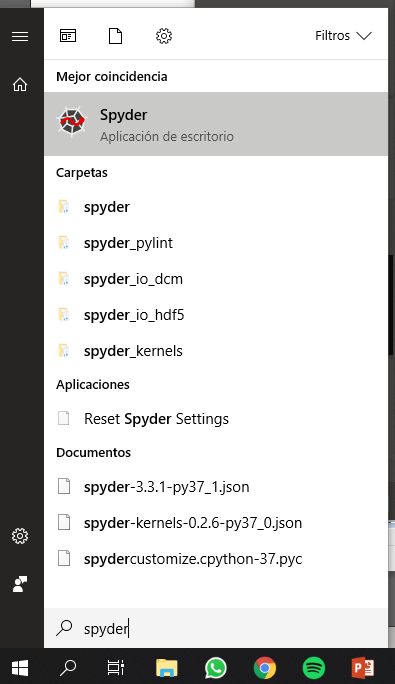 Filtros
Mejor coincidencia
Spyder
Aplicación de escritorio
Carpetas
spyder
spyder_pylint
spyder_io_dcm
spyder_io_hdf5
spyder_kernels
Aplicaciones
Reset Spyder Settings
Documentos
spyder-3.3.1-py37_1.json
spyder-kernels-0.2.6-py37_0.json
spydercustomize.cpython-37.pyc
spyder